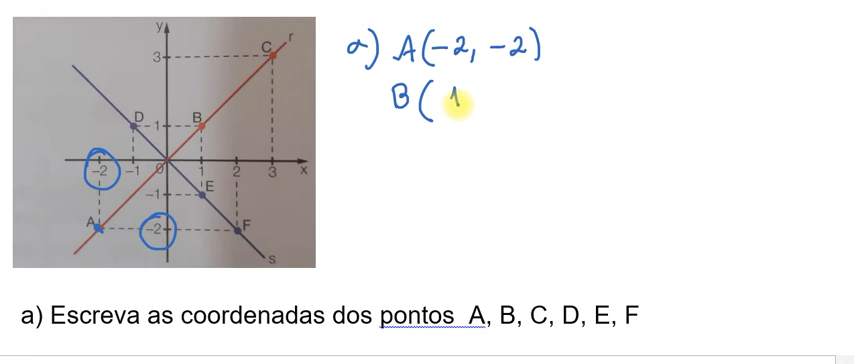 y
r
C
3
D
1
B
-2
-1
0
1
2
3
x
-1
E
A
-2
F
s
a) A(-2, -2)
B( 1
a) Escreva as coordenadas dos pontos A, B, C, D, E, F